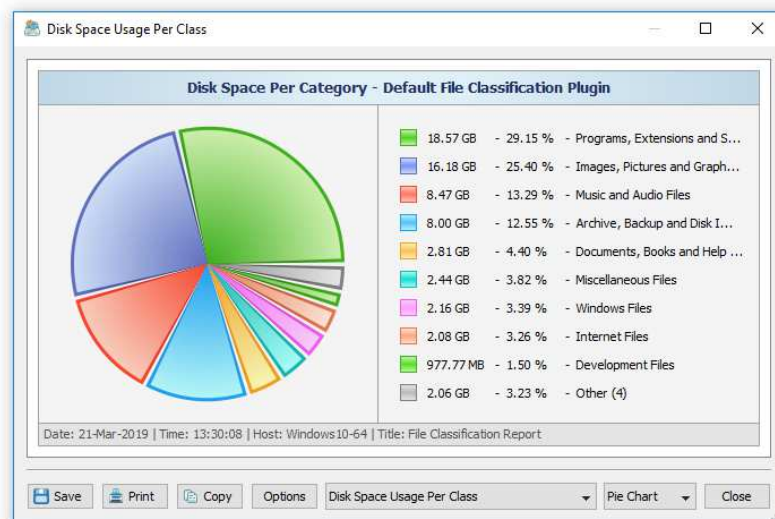 Disk Space Usage Per Class
Disk Space Per Category - Default File Classification Plugin
18.57 GB - 29.15 % - Programs, Extensions and S...
16.18 GB - 25.40 % - Images, Pictures and Graph...
8.47 GB - 13.29 % - Music and Audio Files
8.00 GB - 12.55 % - Archive, Backup and Disk I...
2.81 GB - 4.40 % - Documents, Books and Help ...
2.44 GB - 3.82 % - Miscellaneous Files
2.16 GB - 3.39 % - Windows Files
2.08 GB - 3.26 % - Internet Files
977.77 MB - 1.50 % - Development Files
2.06 GB - 3.23 % - Other (4)
Date: 21-Mar-2019 | Time: 13:30:08 | Host: Windows10-64 | Title: File Classification Report
Save Print Copy Options Disk Space Usage Per Class Pie Chart Close